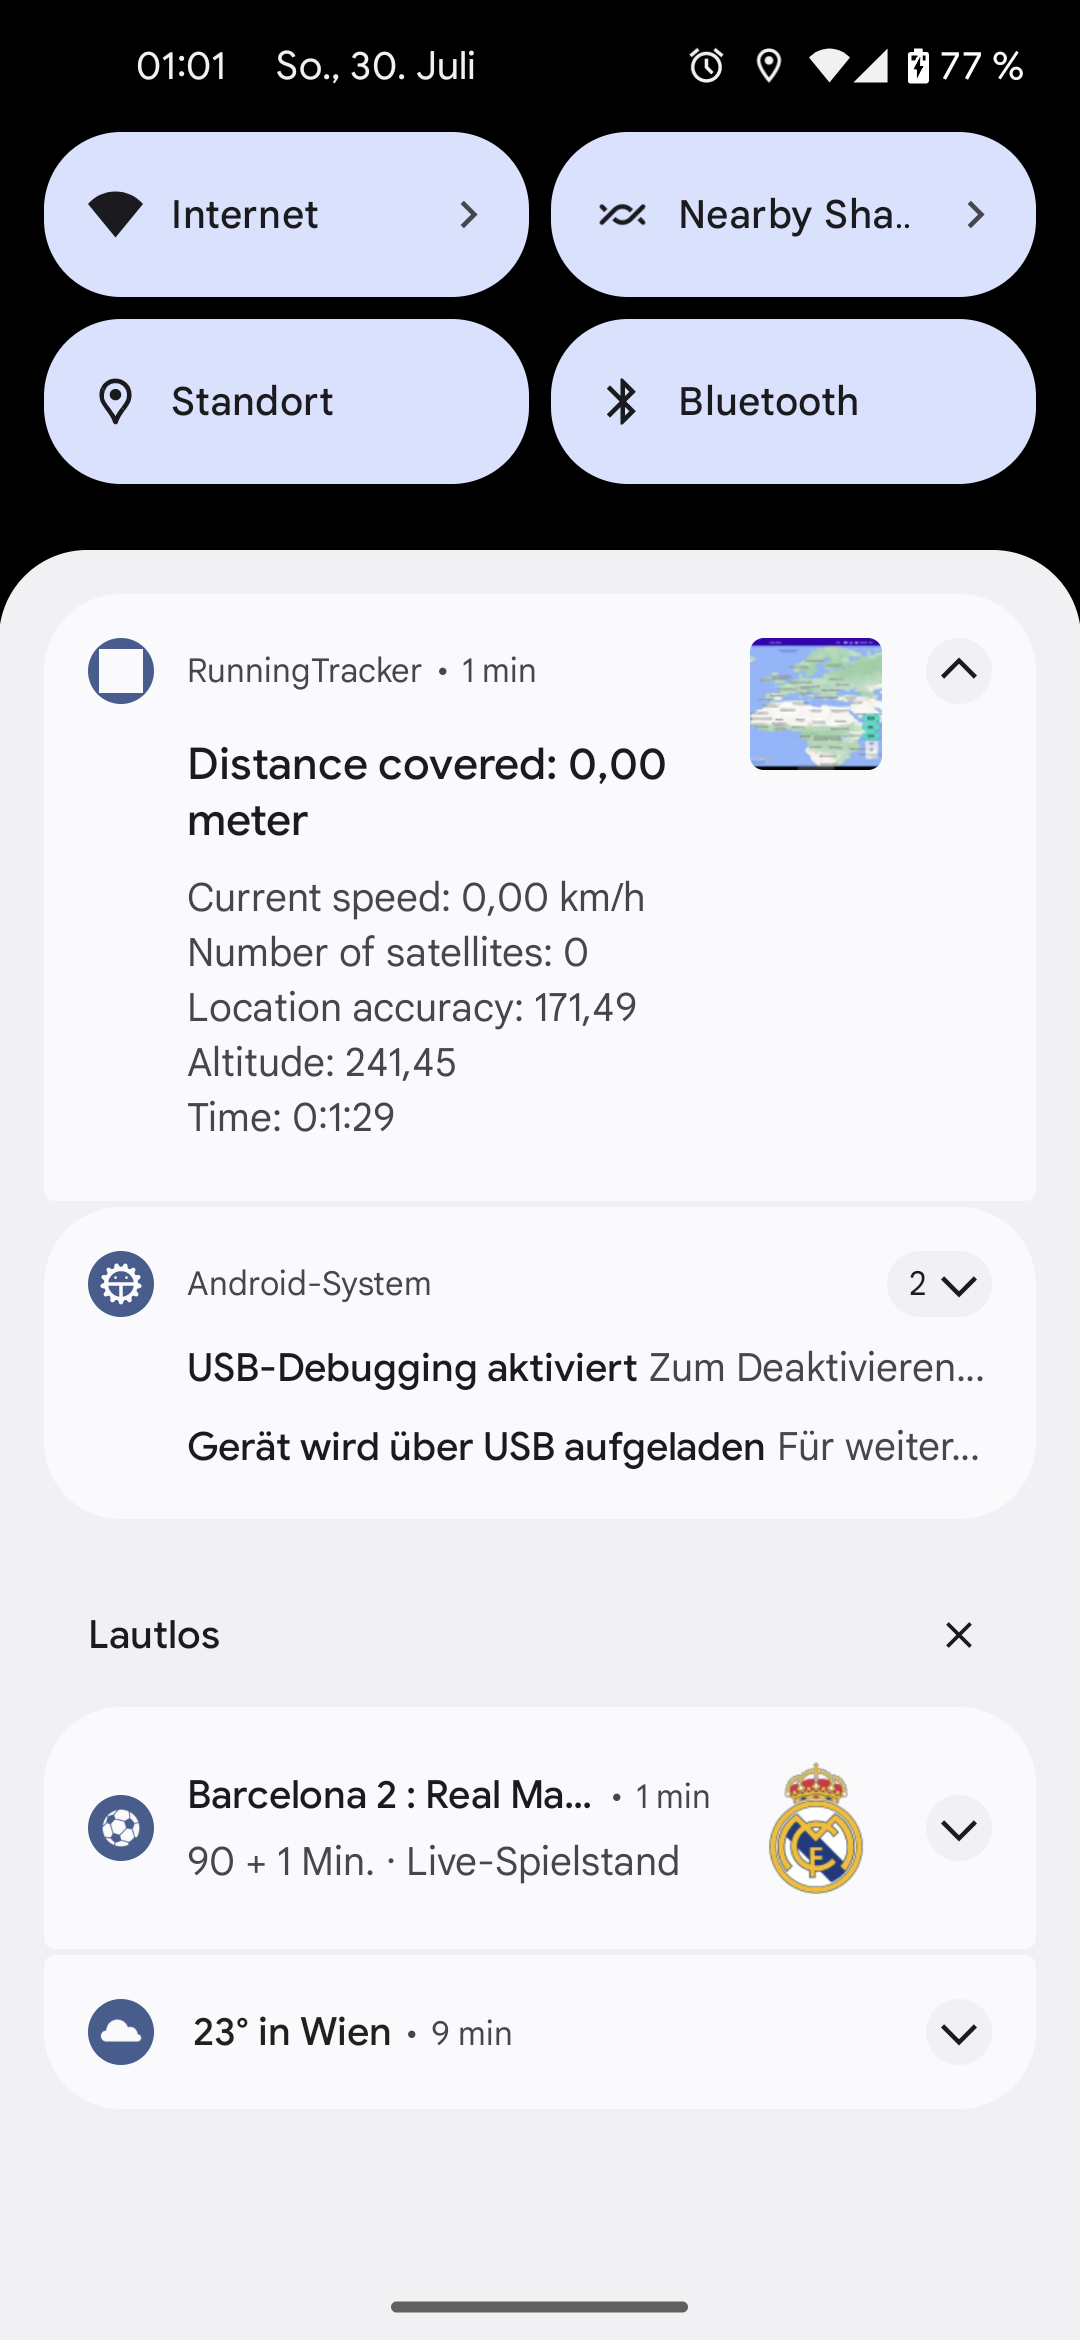 01:01 So., 30. Juli 77 %
Internet
Nearby Sha..
Standort
Bluetooth
RunningTracker • 1 min
Distance covered: 0,00
meter
Current speed: 0,00 km/h
Number of satellites: 0
Location accuracy: 171,49
Altitude: 241,45
Time: 0:1:29
Android-System
2
USB-Debugging aktiviert Zum Deaktivieren...
Gerät wird über USB aufgeladen Für weiter...
Lautlos
Barcelona 2 : Real Ma... • 1 min
90 + 1 Min. · Live-Spielstand
23° in Wien • 9 min